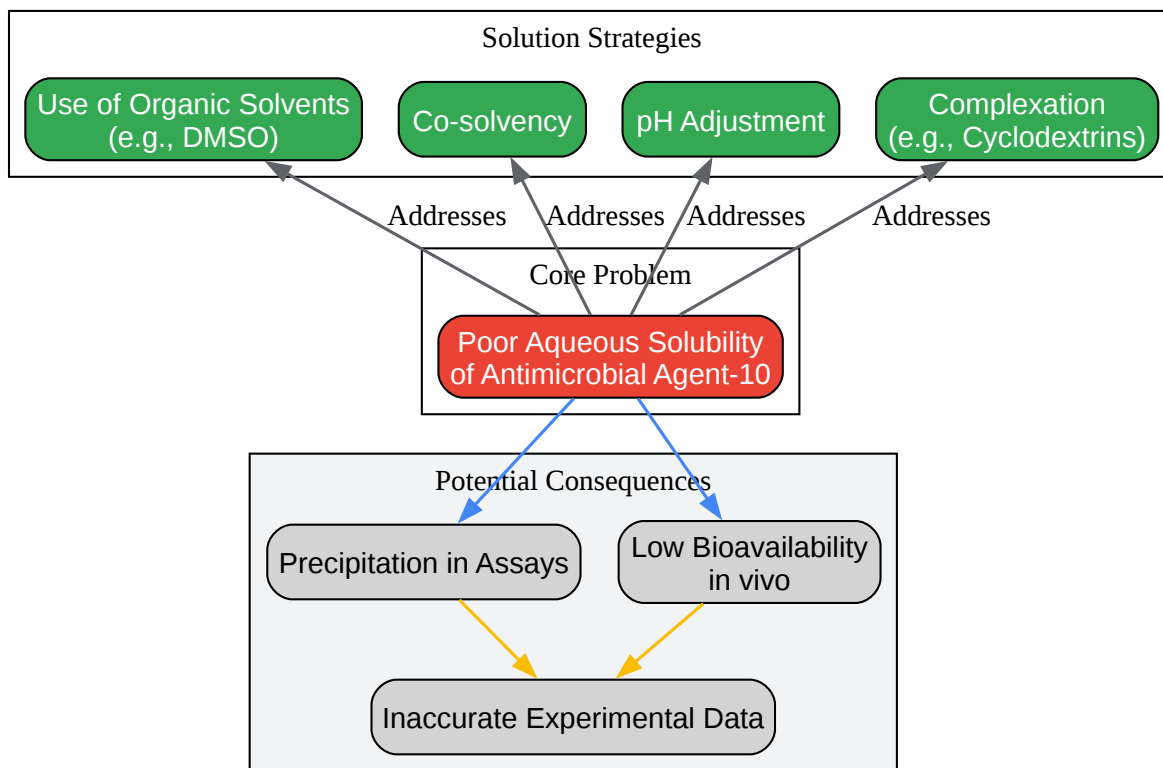 Solution Strategies
Use of Organic Solvents
(e.g., DMSO)
Co-solvency
pH Adjustment
Complexation
(e.g., Cyclodextrins)
Addresses
Addresses
Addresses
Addresses
Core Problem
Poor Aqueous Solubility
of Antimicrobial Agent-10
Potential Consequences
Precipitation in Assays
Low Bioavailability
in vivo
Inaccurate Experimental Data